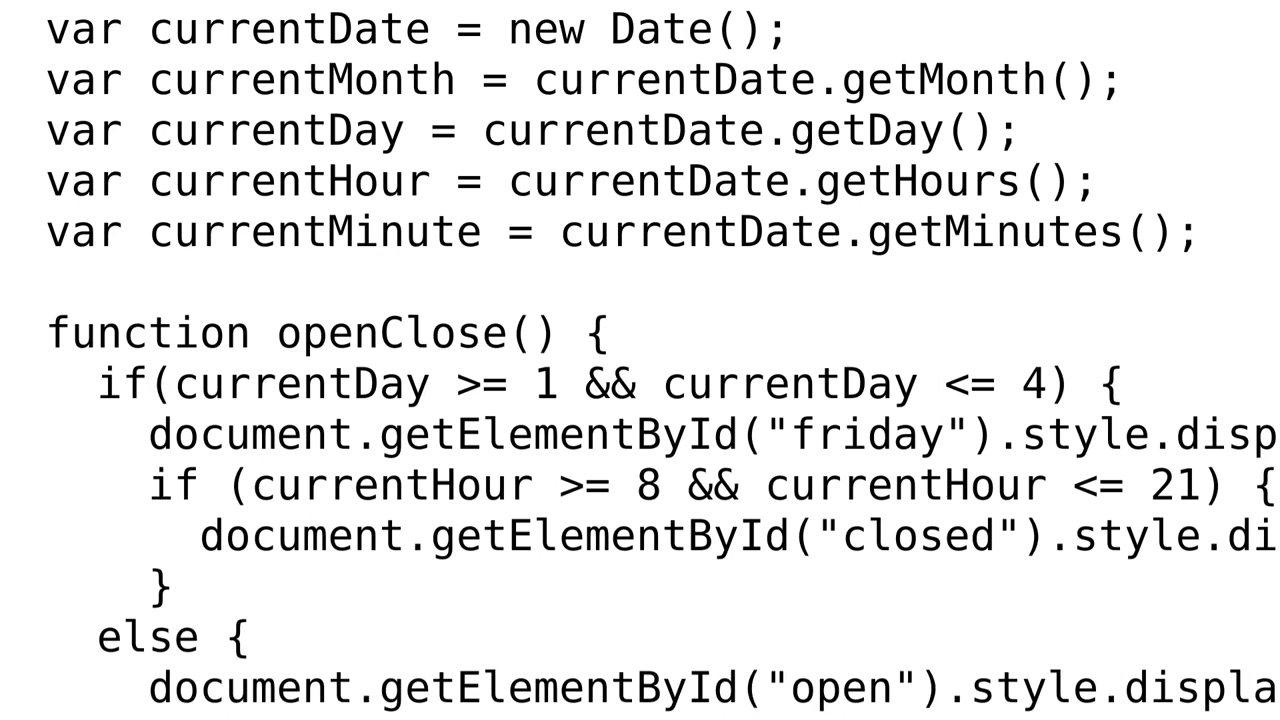 var currentDate = new Date();
var currentMonth = currentDate.getMonth();
var currentDay = currentDate.getDay();
var currentHour = currentDate.getHours();
var currentMinute = currentDate.getMinutes();
function openClose() {
if(currentDay >= 1 && currentDay <= 4) {
document.getElementById("friday").style.disp
if (currentHour >= 8 && currentHour <= 21) {
document.getElementById("closed").style.di
}
else {
document.getElementById("open").style.displa